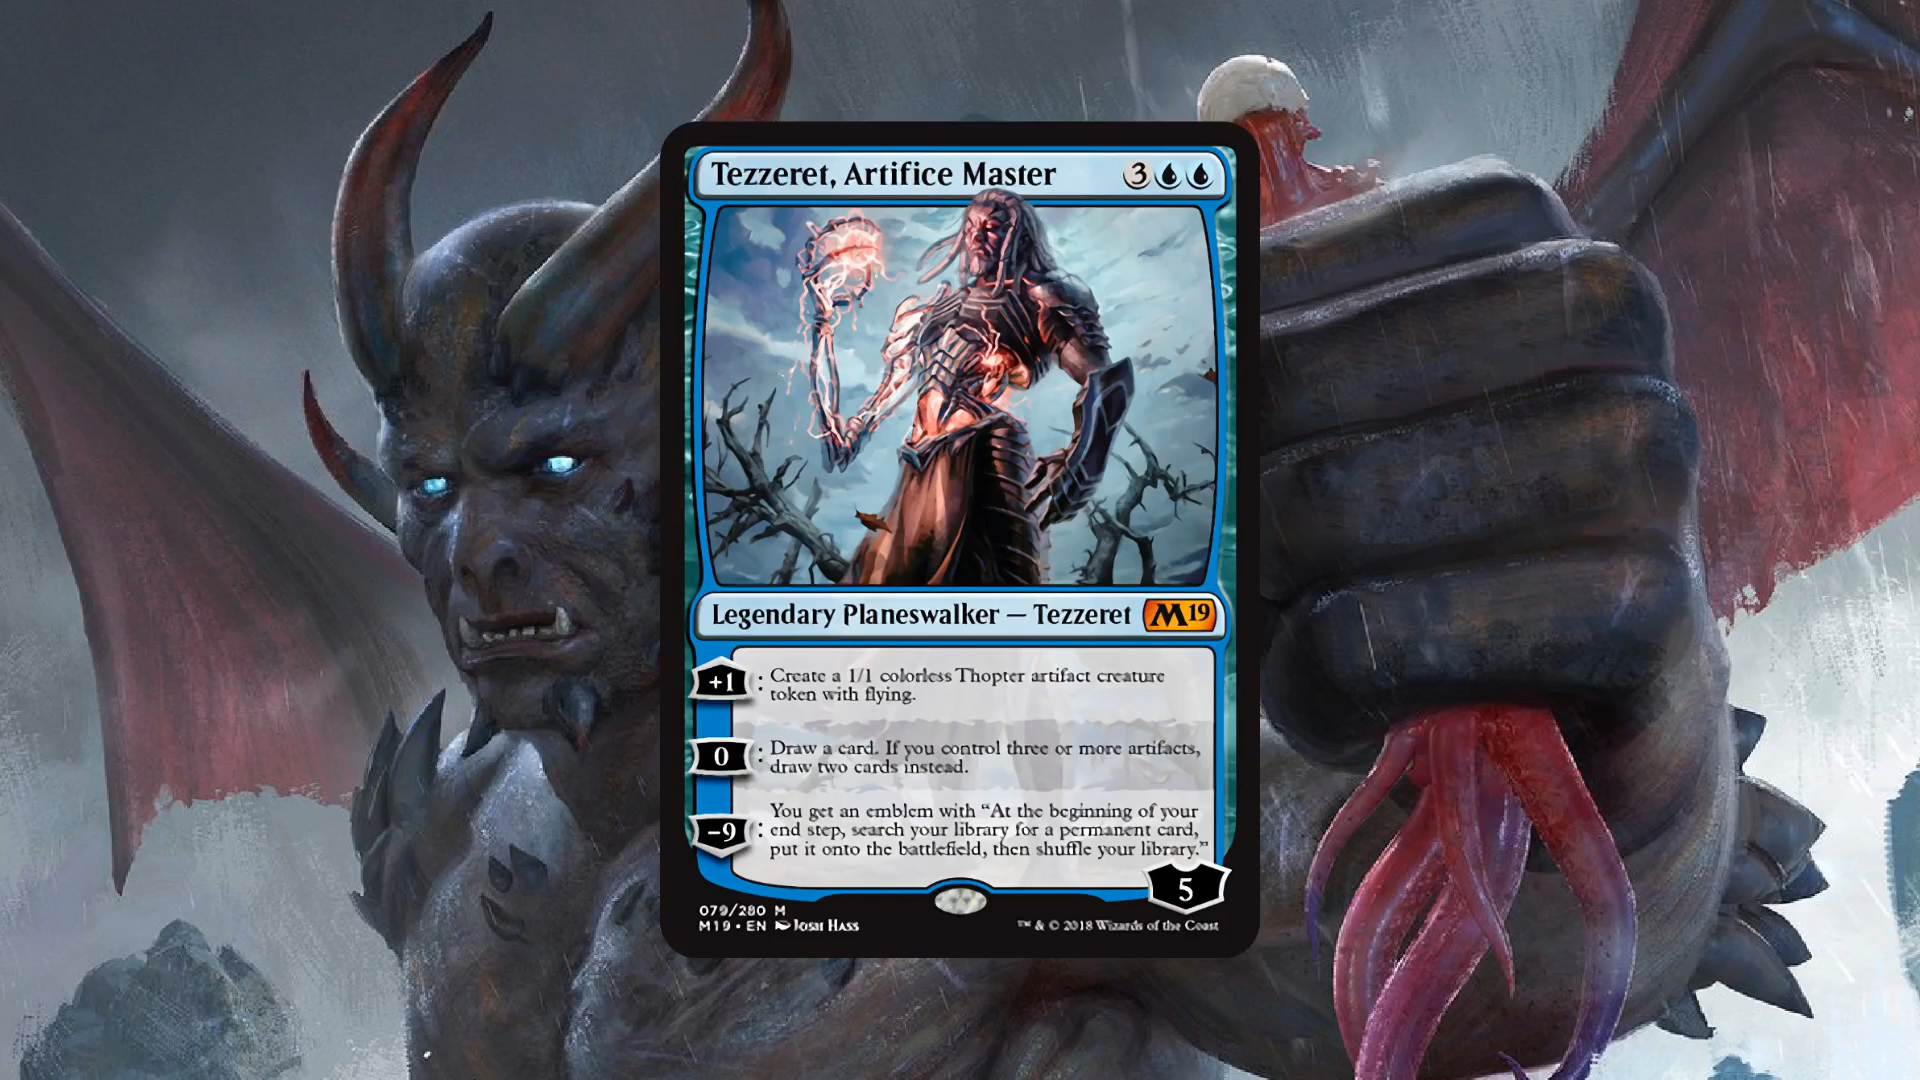 Tezzeret, Artifice Master 3
Legendary Planeswalker — Tezzeret M19
+1 : Create a 1/1 colorless Thopter artifact creature
token with flying.
0 : Draw a card. If you control three or more artifacts,
draw two cards instead.
You get an emblem with “At the beginning of your
−9 : end step, search your library for a permanent card,
put it onto the battlefield, then shuffle your library.”
5
079/280 M
M19 • EN Josh Hass
™ & © 2018 Wizards of the Coast